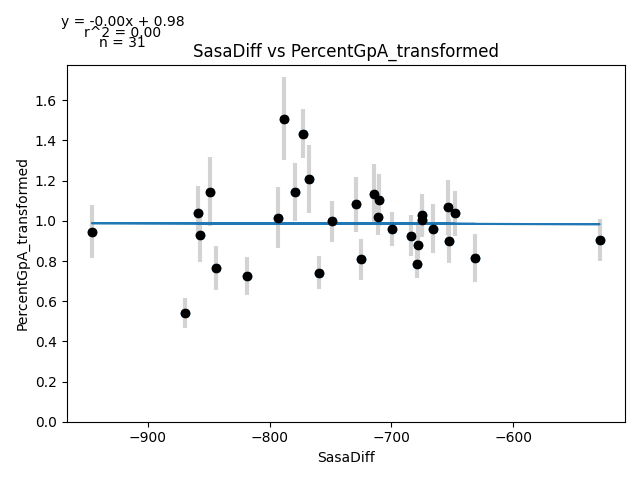 y = -0.00x + 0.98
r^2 = 0.00
n = 31
SasaDiff vs PercentGpA_transformed
PercentGpA_transformed
1.6
1.4
1.2
1.0
0.8
0.6
0.4
0.2
0.0
−900
−800
−700
−600
SasaDiff